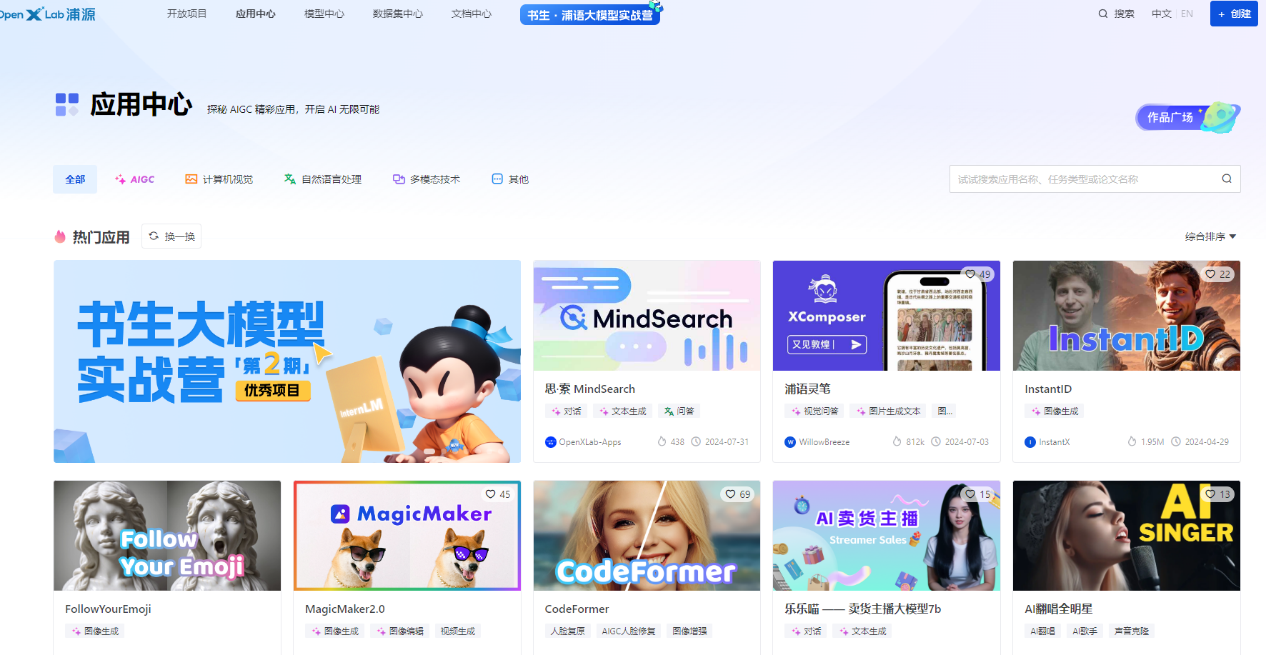 OpenXLab 浦源
开放项目 应用中心 模型中心 数据集中心 文档中心 书生·浦语大模型实战营 搜索 中文 EN + 创建
应用中心 探秘 AIGC 精彩应用，开启 AI 无限可能
作品广场
全部 AIGC 计算机视觉 自然语言处理 多模态技术 其他 试试搜索应用名称、任务类型或论文名称
热门应用 换一换 综合排序
书生大模型
实战营「第2期」
优秀项目
InternLM
MindSearch
思·索 MindSearch
对话 文本生成 问答
OpenXLab-Apps 438 2024-07-31
49
XComposer
又见敦煌
浦语灵笔
视觉问答 图片生成文本 图...
WillowBreeze 812k 2024-07-03
22
InstantID
InstantID
图像生成
InstantX 1.95M 2024-04-29
Follow
Your Emoji
FollowYourEmoji
图像生成
45
MagicMaker
MagicMaker2.0
图像生成 图像编辑 视频生成
69
CodeFormer
CodeFormer
人脸复原 AIGC人脸修复 图像增强
15
AI 卖货主播
Streamer Sales
乐乐喵 —— 卖货主播大模型7b
对话 文本生成
13
AI
SINGER
AI翻唱全明星
AI翻唱 AI歌手 声音克隆